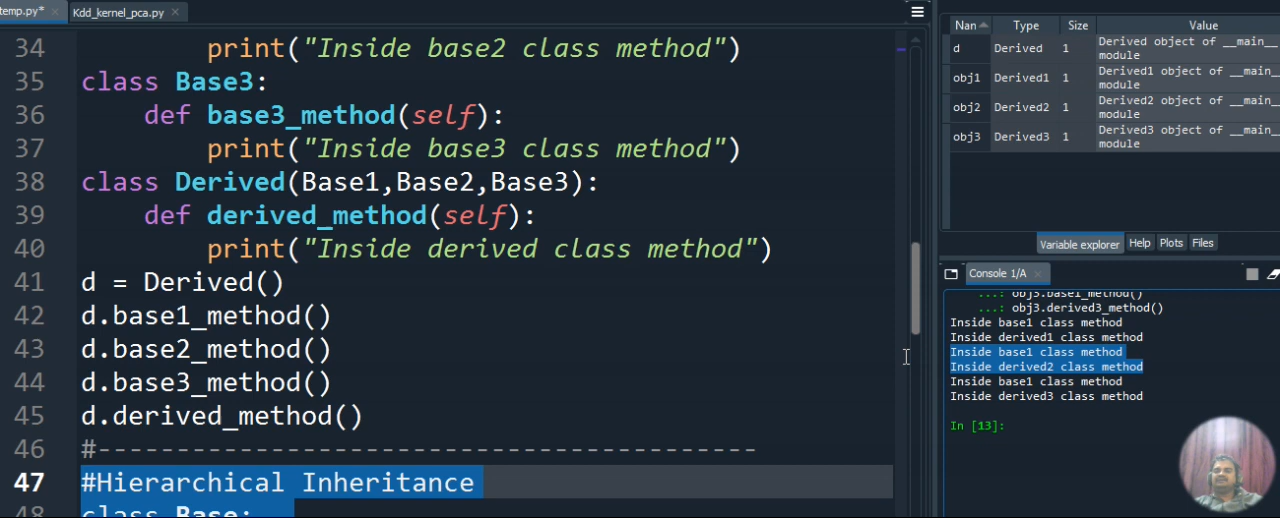 temp.py*
Kdd_kernel_pca.py
34 print("Inside base2 class method")
35 class Base3:
36 def base3_method(self):
37 print("Inside base3 class method")
38 class Derived(Base1,Base2,Base3):
39 def derived_method(self):
40 print("Inside derived class method")
41 d = Derived()
42 d.base1_method()
43 d.base2_method()
44 d.base3_method()
45 d.derived_method()
46 #------------------------------------------
47 #Hierarchical Inheritance
48 class Base:
Nan Type Size Value
d Derived 1 Derived object of __main__
module
obj1 Derived1 1 Derived1 object of __main__
module
obj2 Derived2 1 Derived2 object of __main__
module
obj3 Derived3 1 Derived3 object of __main__
module
Variable explorer Help Plots Files
Console 1/A
...: obj3.base1_method()
...: obj3.derived3_method()
Inside base1 class method
Inside derived1 class method
Inside base1 class method
Inside derived2 class method
Inside base1 class method
Inside derived3 class method
In [13]: